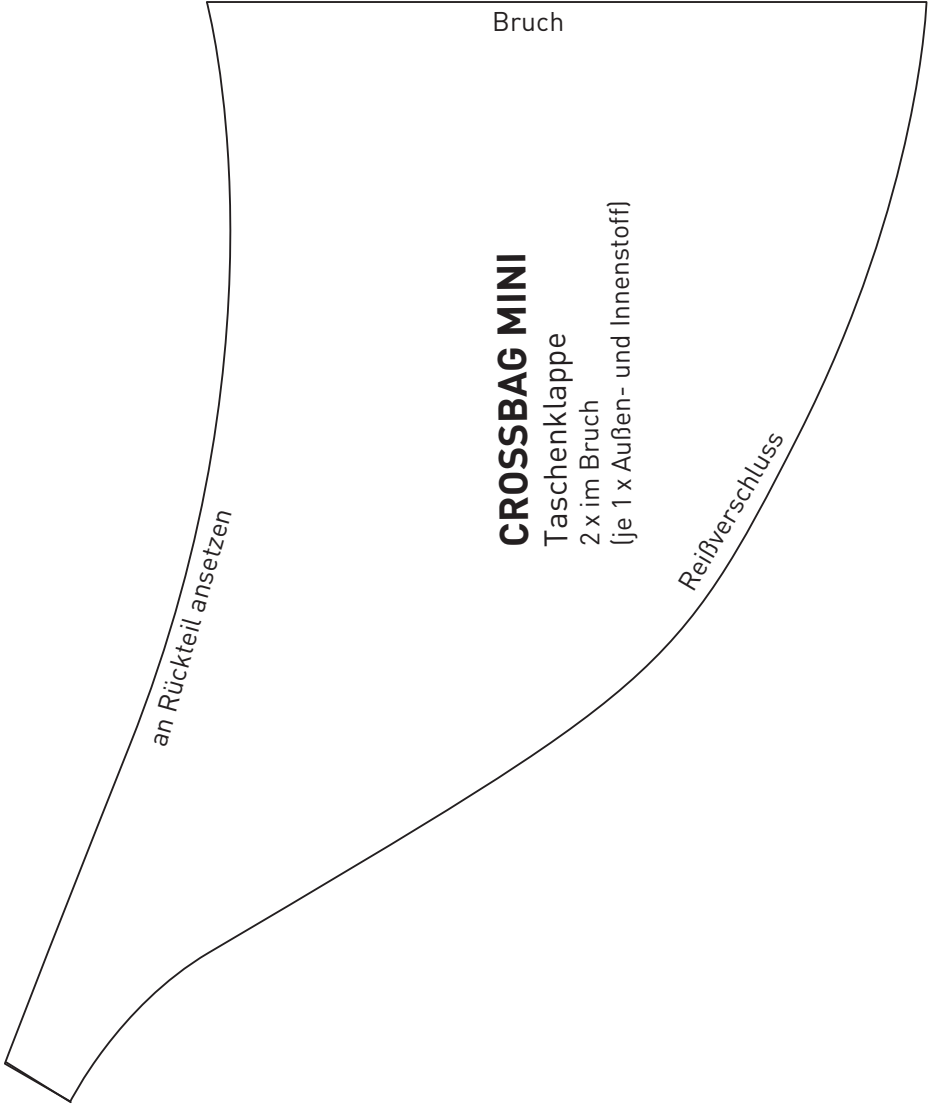 Bruch
CROSSBAG MINI
Taschenklappe
2 x im Bruch
(je 1 x Außen- und Innenstoff)
an Rückteil ansetzen
Reißverschluss